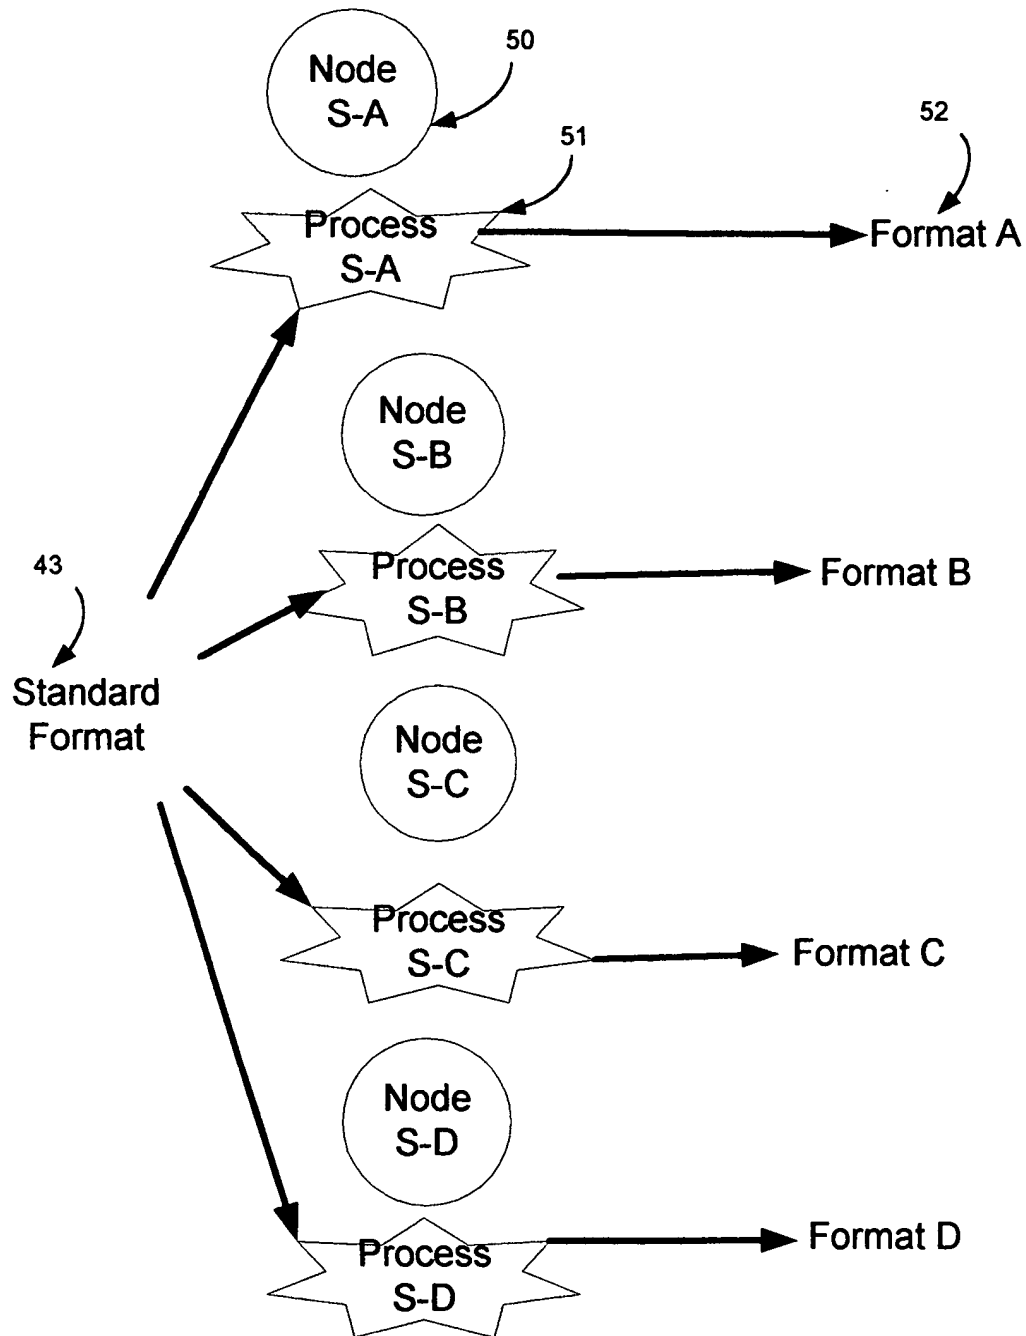 Node
S-A
50
51
52
Process
S-A
Format A
Node
S-B
43
Process
S-B
Format B
Standard
Format
Node
S-C
Process
S-C
Format C
Node
S-D
Process
S-D
Format D